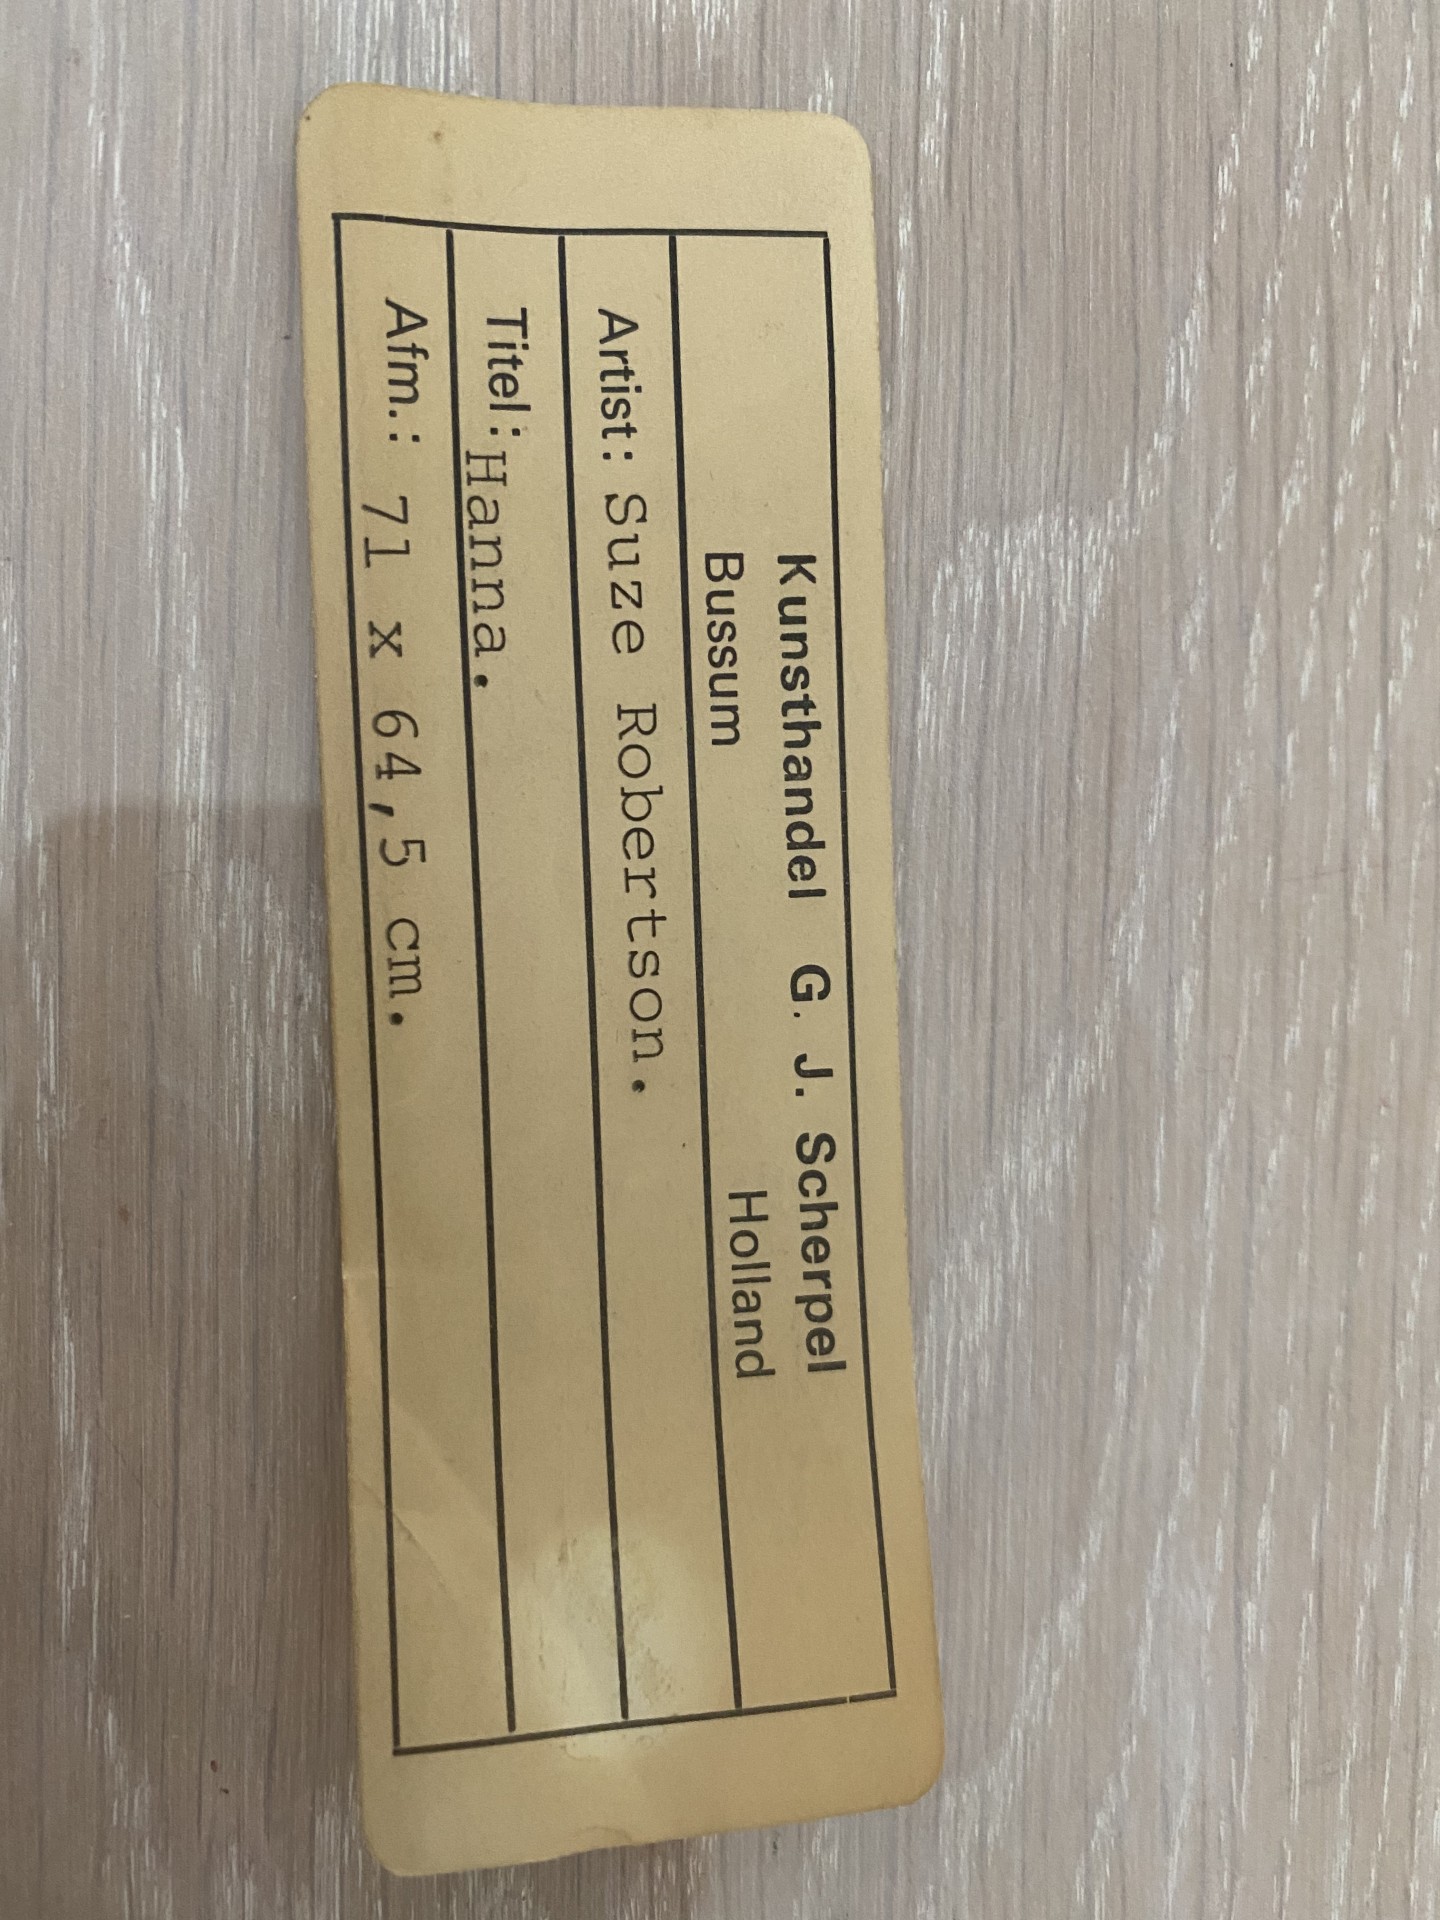 Kunsthandel G. J. Scherpel
Bussum Holland
Artist: Suze Robertson.
Titel: Hanna.
Afm.: 71 x 64,5 cm.